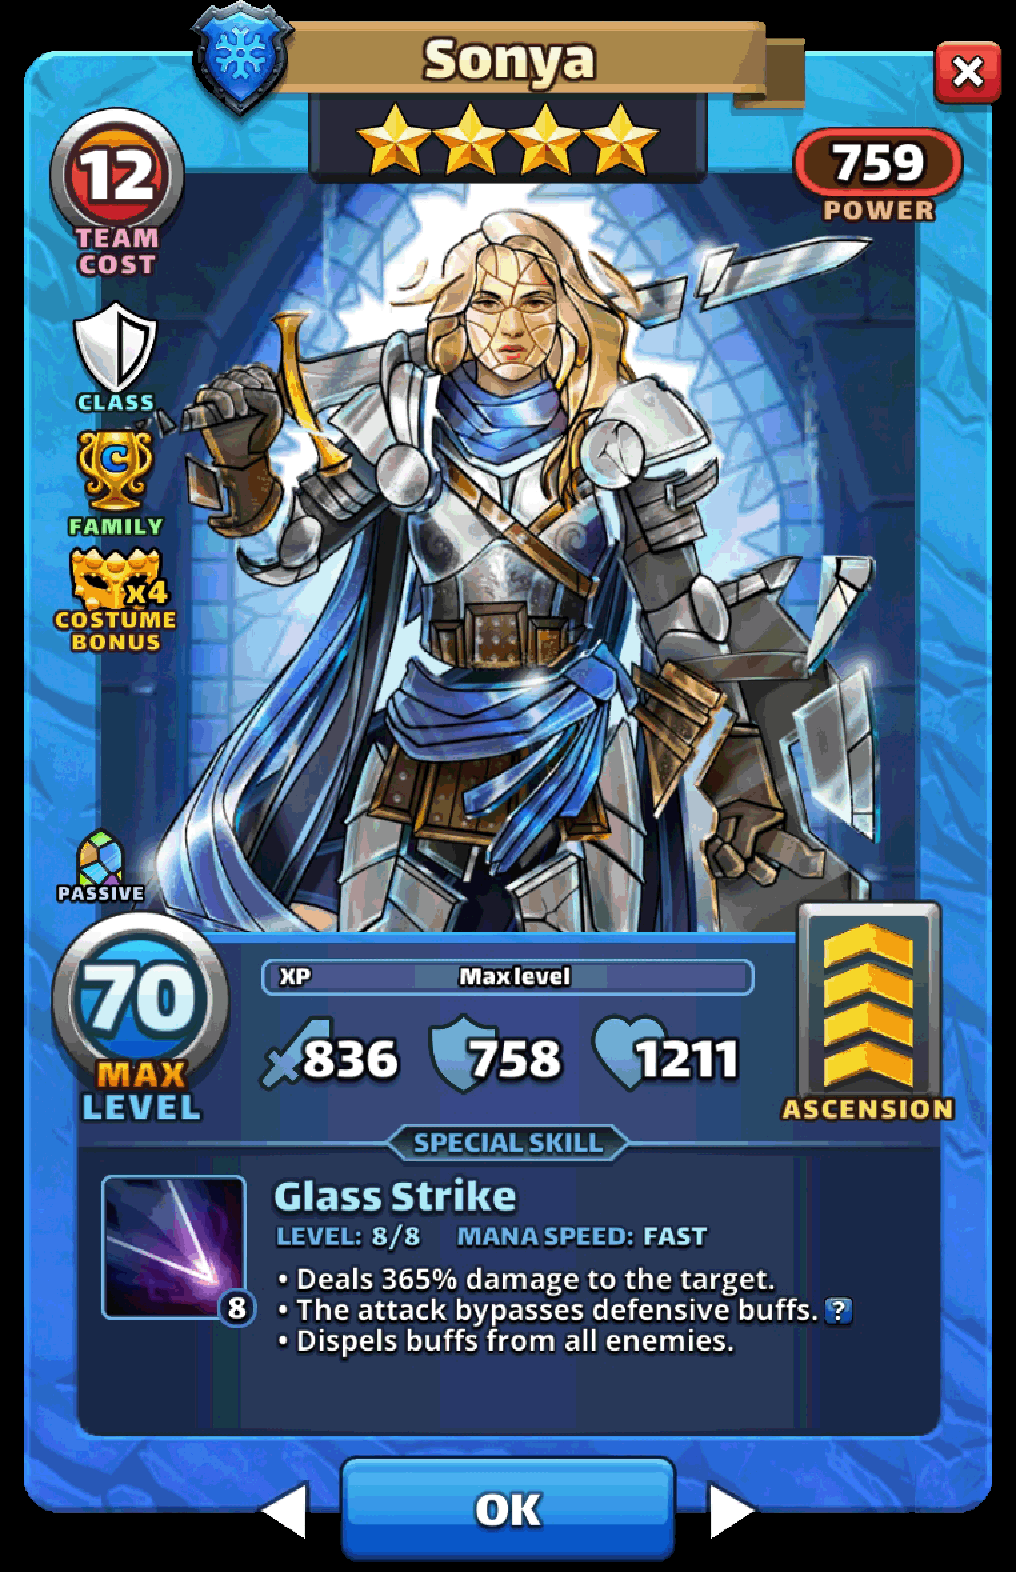 Sonya
12
TEAM
COST
759
POWER
CLASS
C
FAMILY
x4
COSTUME
BONUS
PASSIVE
70
MAX
LEVEL
XP Max level
836 758 1211
ASCENSION
SPECIAL SKILL
Glass Strike
LEVEL: 8/8 MANA SPEED: FAST
8
• Deals 365% damage to the target.
• The attack bypasses defensive buffs. ?
• Dispels buffs from all enemies.
OK